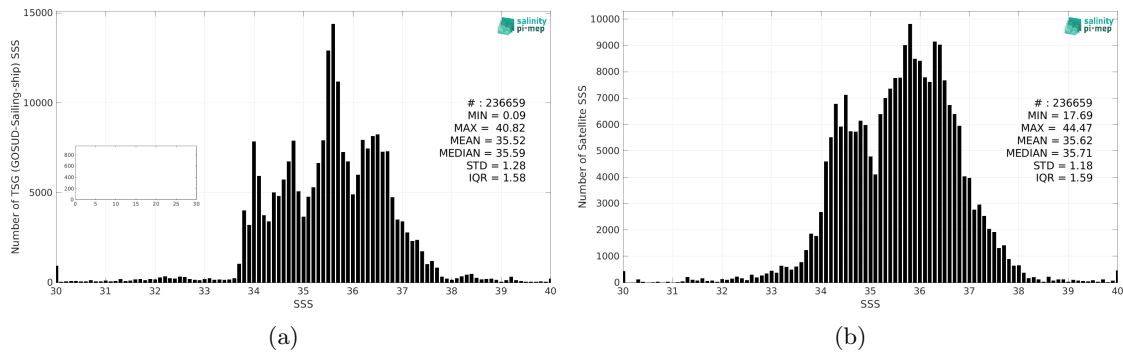 Number of TSG (GOSUD-Sailing-ship) SSS
15000
10000
5000
0
30 31 32 33 34 35 36 37 38 39 40
SSS
800
600
400
200
0
0 5 10 15 20 25 30
salinity
pi-mep
# : 236659
MIN = 0.09
MAX = 40.82
MEAN = 35.52
MEDIAN = 35.59
STD = 1.28
IQR = 1.58
(a)
Number of Satellite SSS
10000
9000
8000
7000
6000
5000
4000
3000
2000
1000
0
30 31 32 33 34 35 36 37 38 39 40
SSS
salinity
pi-mep
# : 236659
MIN = 17.69
MAX = 44.47
MEAN = 35.62
MEDIAN = 35.71
STD = 1.18
IQR = 1.59
(b)